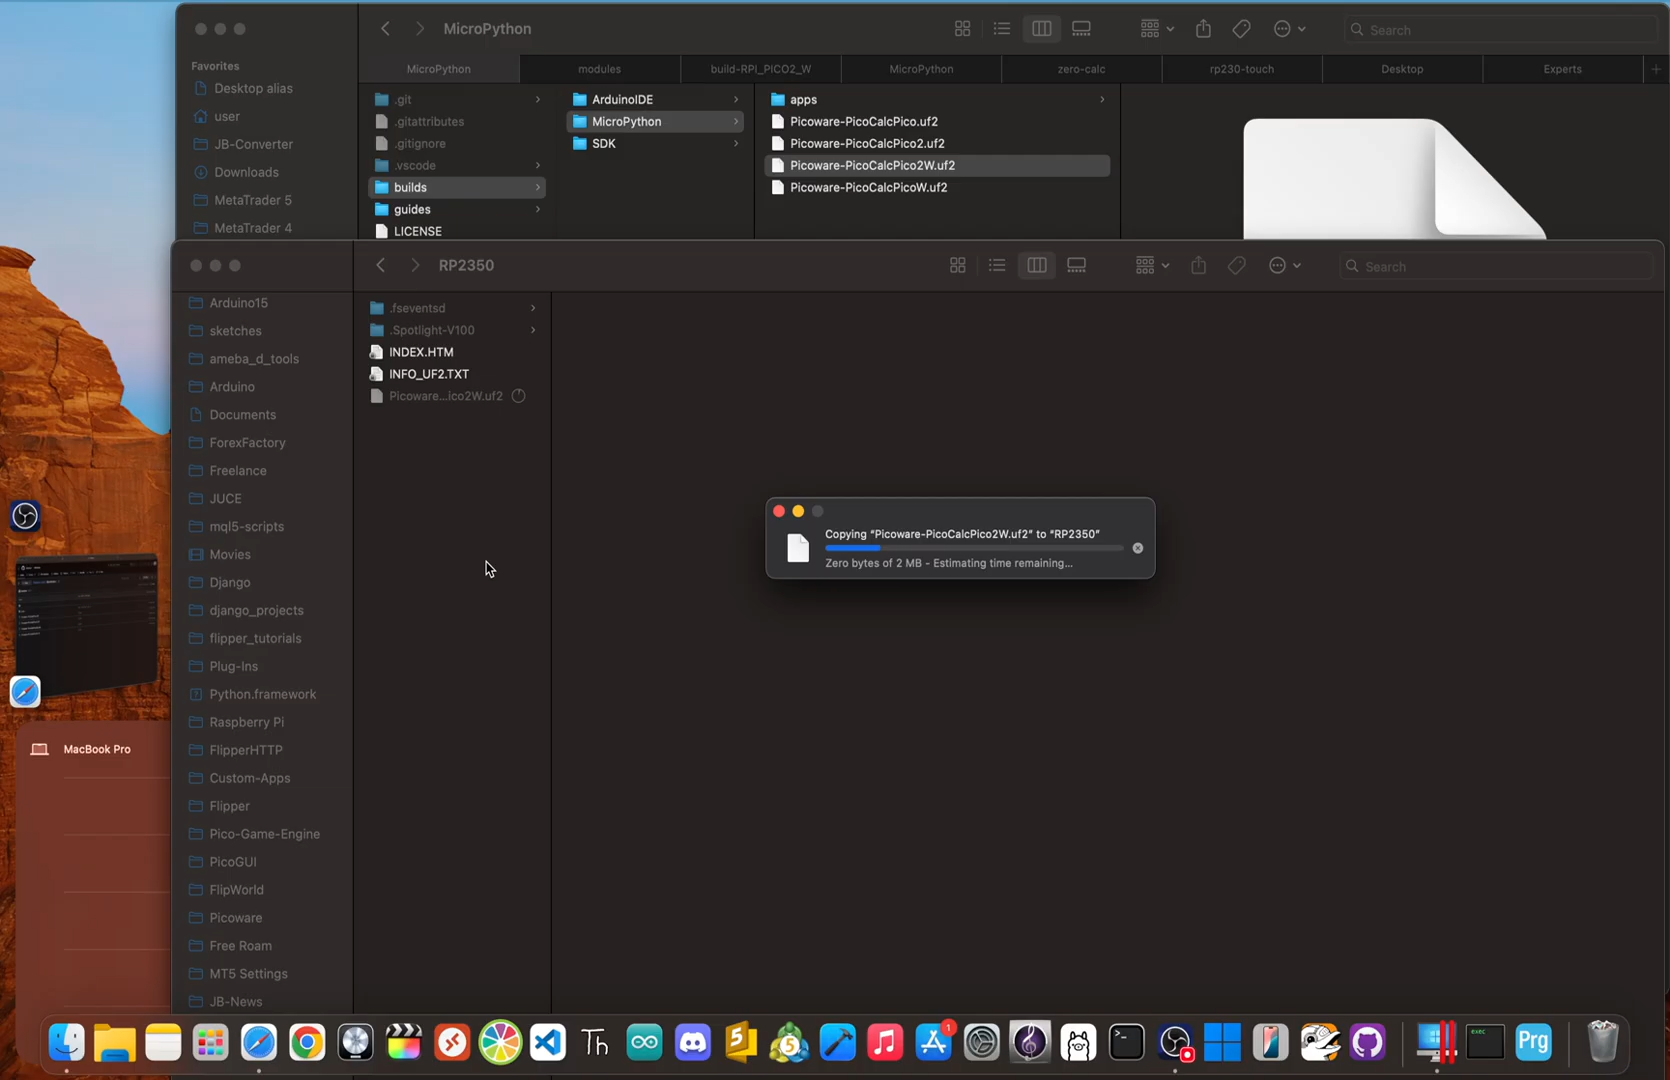 MicroPython
Search
Favorites
Desktop alias
user
JB-Converter
Downloads
MetaTrader 5
MetaTrader 4
MicroPython
modules
build-RPI_PICO2_W
MicroPython
zero-calc
rp230-touch
Desktop
Experts
.git
.gitattributes
.gitignore
.vscode
builds
guides
LICENSE
ArduinoIDE
MicroPython
SDK
apps
Picoware-PicoCalcPico.uf2
Picoware-PicoCalcPico2.uf2
Picoware-PicoCalcPico2W.uf2
Picoware-PicoCalcPicoW.uf2
RP2350
Search
Arduino15
sketches
ameba_d_tools
Arduino
Documents
ForexFactory
Freelance
JUCE
mql5-scripts
Movies
Django
django_projects
flipper_tutorials
Plug-Ins
Python.framework
Raspberry Pi
FlipperHTTP
Custom-Apps
Flipper
Pico-Game-Engine
PicoGUI
FlipWorld
Picoware
Free Roam
MT5 Settings
JB-News
.fseventsd
.Spotlight-V100
INDEX.HTM
INFO_UF2.TXT
Picoware...ico2W.uf2
Copying “Picoware-PicoCalcPico2W.uf2” to “RP2350”
Zero bytes of 2 MB - Estimating time remaining...
MacBook Pro
Th
5
5
1
exec
Prg